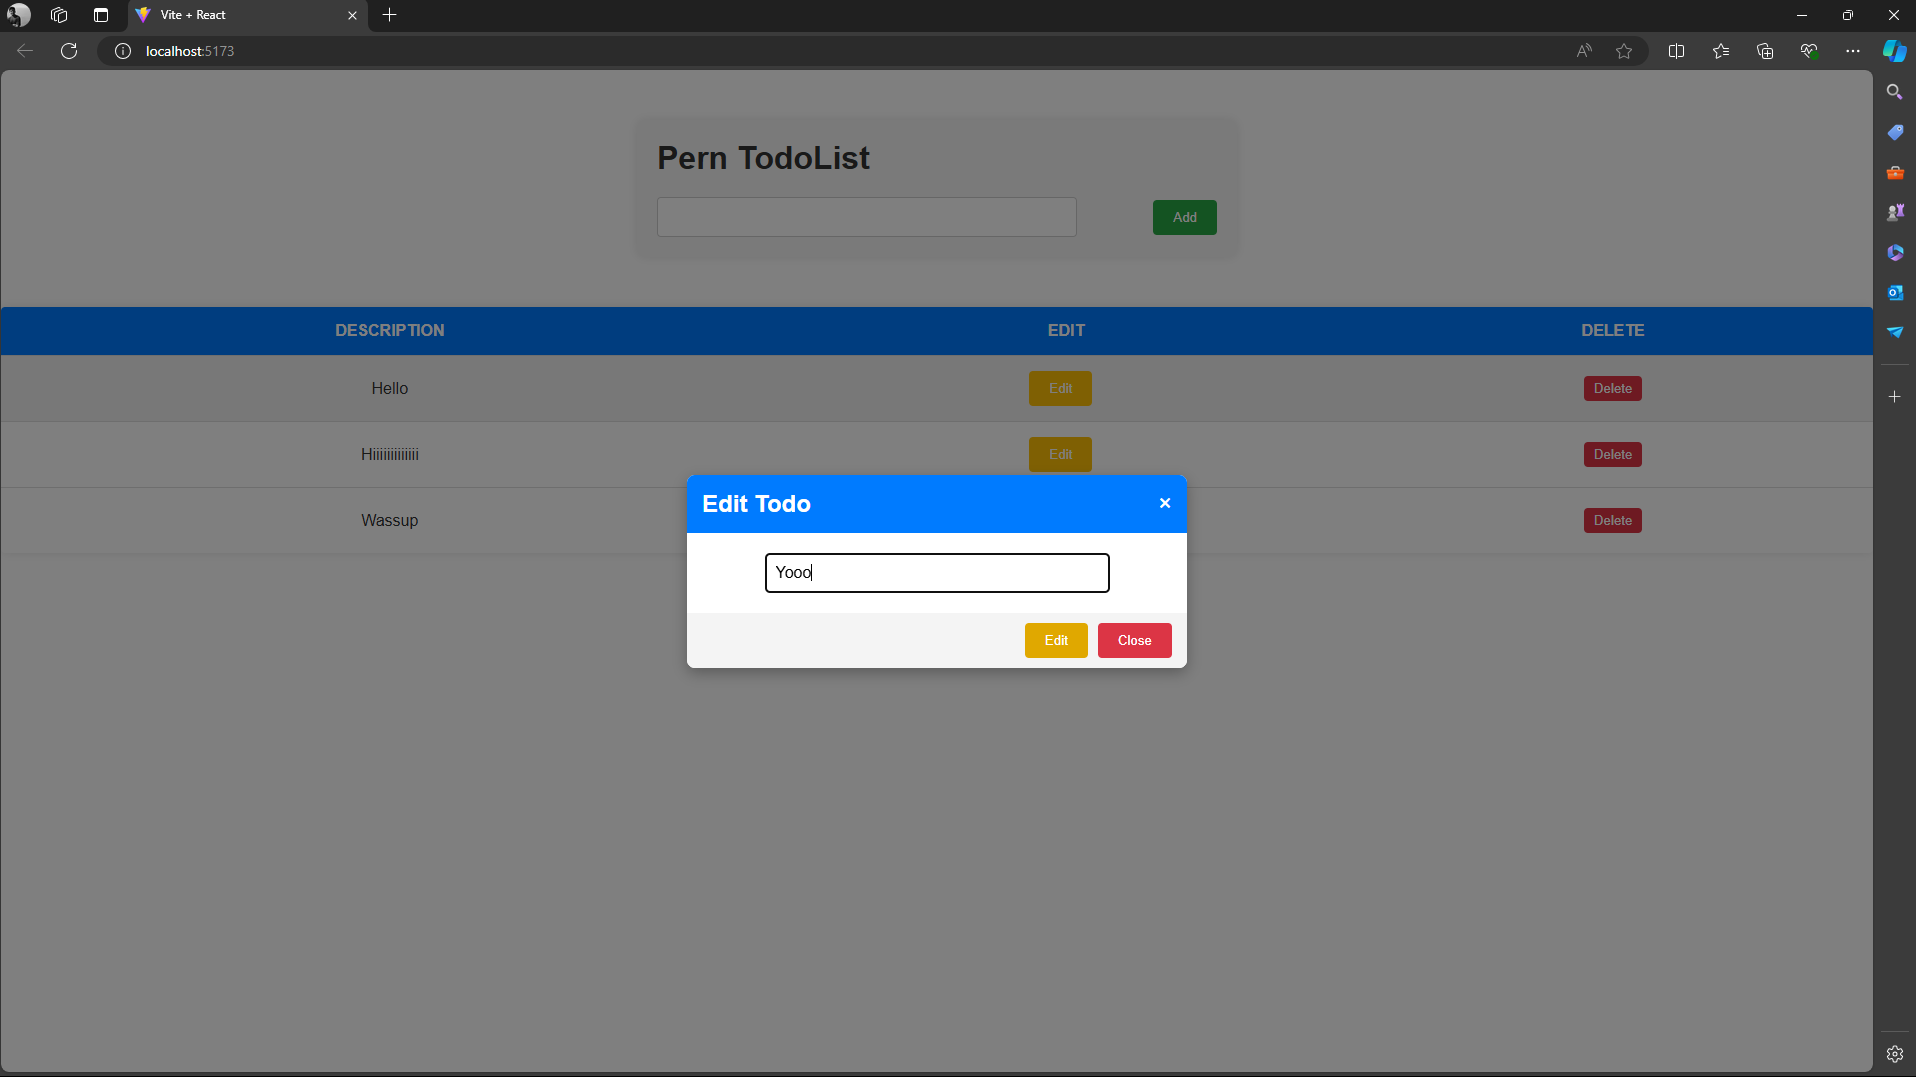 Vite + React
localhost:5173
Pern TodoList
Add
DESCRIPTION EDIT DELETE
Hello Edit Delete
Hiiiiiiiiiiiii Edit Delete
Wassup Delete
Edit Todo ×
Yooo
Edit Close